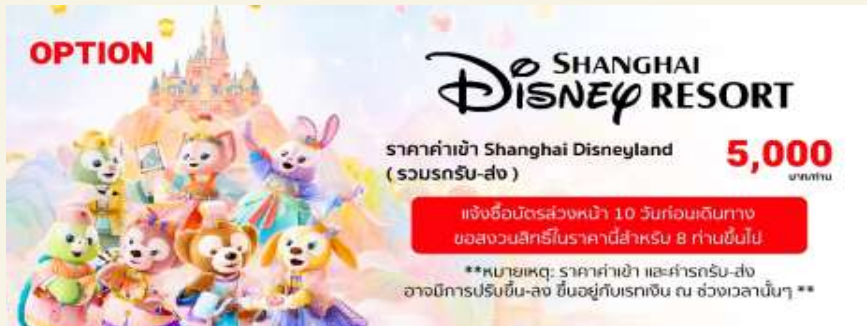 OPTION
SHANGHAI
DISNEY RESORT
ราคาค่าเข้า Shanghai Disneyland
( รวมรถรับ-ส่ง )
5,000
บาท/ท่าน
แจ้งซื้อบัตรล่วงหน้า 10 วันก่อนเดินทาง
ขอสงวนสิทธิ์ในราคานี้สำหรับ 8 ท่านขึ้นไป
**หมายเหตุ: ราคาค่าเข้า และค่ารถรับ-ส่ง
อาจมีการปรับขึ้น-ลง ขึ้นอยู่กับเรทเงิน ณ ช่วงเวลานั้นๆ **